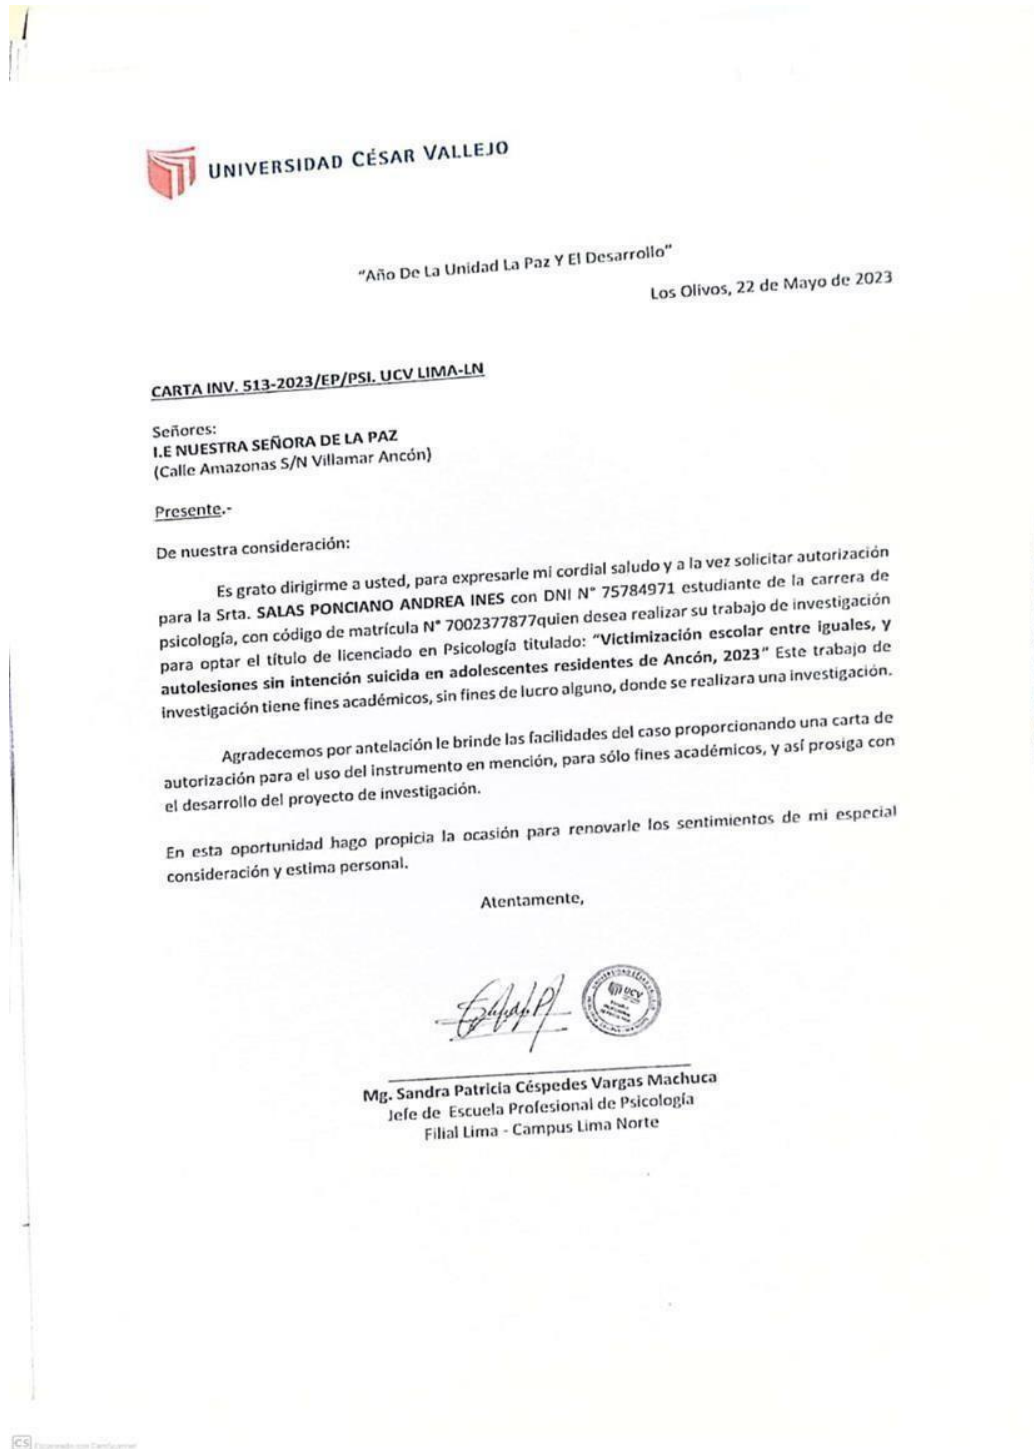 UNIVERSIDAD CÉSAR VALLEJO
“Año De La Unidad La Paz Y El Desarrollo”
Los Olivos, 22 de Mayo de 2023
CARTA INV. 513-2023/EP/PSI. UCV LIMA-LN
Señores:
I.E NUESTRA SEÑORA DE LA PAZ
(Calle Amazonas S/N Villamar Ancón)
Presente.-
De nuestra consideración:
Es grato dirigirme a usted, para expresarle mi cordial saludo y a la vez solicitar autorización
para la Srta. SALAS PONCIANO ANDREA INES con DNI N° 75784971 estudiante de la carrera de
psicología, con código de matrícula N° 7002377877quien desea realizar su trabajo de investigación
para optar el título de licenciado en Psicología titulado: “Victimización escolar entre iguales, y
autolesiones sin intención suicida en adolescentes residentes de Ancón, 2023” Este trabajo de
investigación tiene fines académicos, sin fines de lucro alguno, donde se realizara una investigación.
Agradecemos por antelación le brinde las facilidades del caso proporcionando una carta de
autorización para el uso del instrumento en mención, para sólo fines académicos, y así prosiga con
el desarrollo del proyecto de investigación.
En esta oportunidad hago propicia la ocasión para renovarle los sentimientos de mi especial
consideración y estima personal.
Atentamente,
UCV
Mg. Sandra Patricia Céspedes Vargas Machuca
Jefe de Escuela Profesional de Psicología
Filial Lima - Campus Lima Norte
CS Escaneado con CamScanner